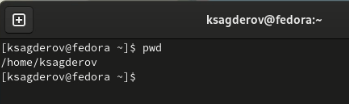 ksagderov@fedora:~
[ksagderov@fedora ~]$ pwd
/home/ksagderov
[ksagderov@fedora ~]$